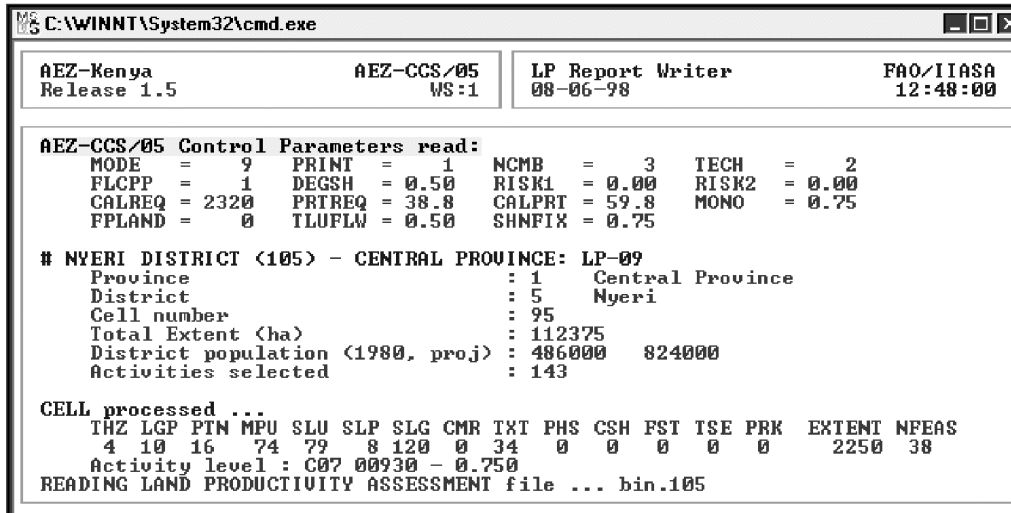 C:\WINNT\System32\cmd.exe
AEZ-Kenya AEZ-CCS/05 LP Report Writer FAO/IIASA
Release 1.5 WS:1 08-06-98 12:48:00
AEZ-CCS/05 Control Parameters read:
MODE = 9 PRINT = 1 NCMB = 3 TECH = 2
FLCPP = 1 DEGSH = 0.50 RISK1 = 0.00 RISK2 = 0.00
CALREQ = 2320 PRTREQ = 38.8 CALPRT = 59.8 MONO = 0.75
FPLAND = 0 TLUFLW = 0.50 SHNFIX = 0.75
# NYERI DISTRICT (105) - CENTRAL PROVINCE: LP-09
Province : 1 Central Province
District : 5 Nyeri
Cell number : 95
Total Extent (ha) : 112375
District population (1980, proj) : 486000 824000
Activities selected : 143
CELL processed ...
THZ LGP PTN MPU SLU SLP SLG CMR TXT PHS CSH FST TSE PRK EXTENT NFEAS
4 10 16 74 79 8 120 0 34 0 0 0 0 0 2250 38
Activity level : C07 00930 - 0.750
READING LAND PRODUCTIVITY ASSESSMENT file ... bin.105